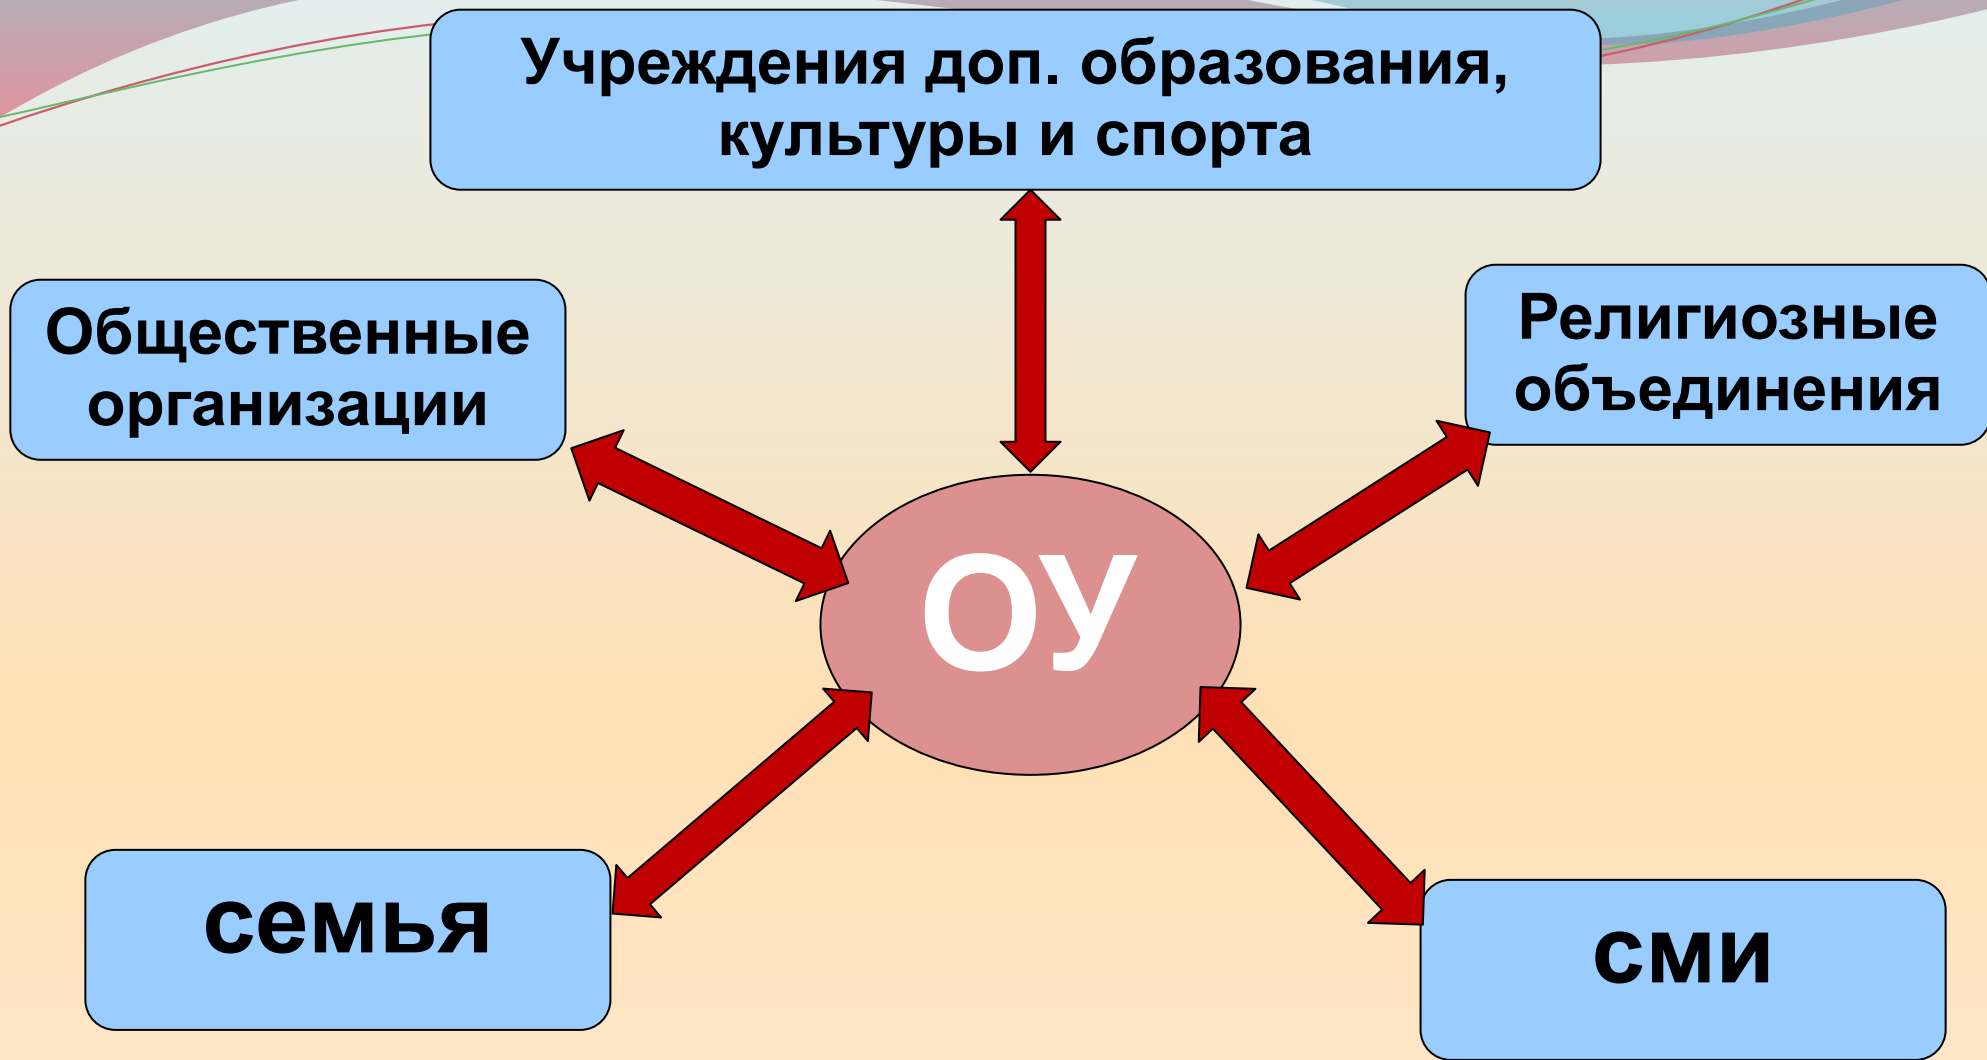 Учреждения доп. образования,
культуры и спорта
Общественные
организации
Религиозные
объединения
ОУ
семья
сми